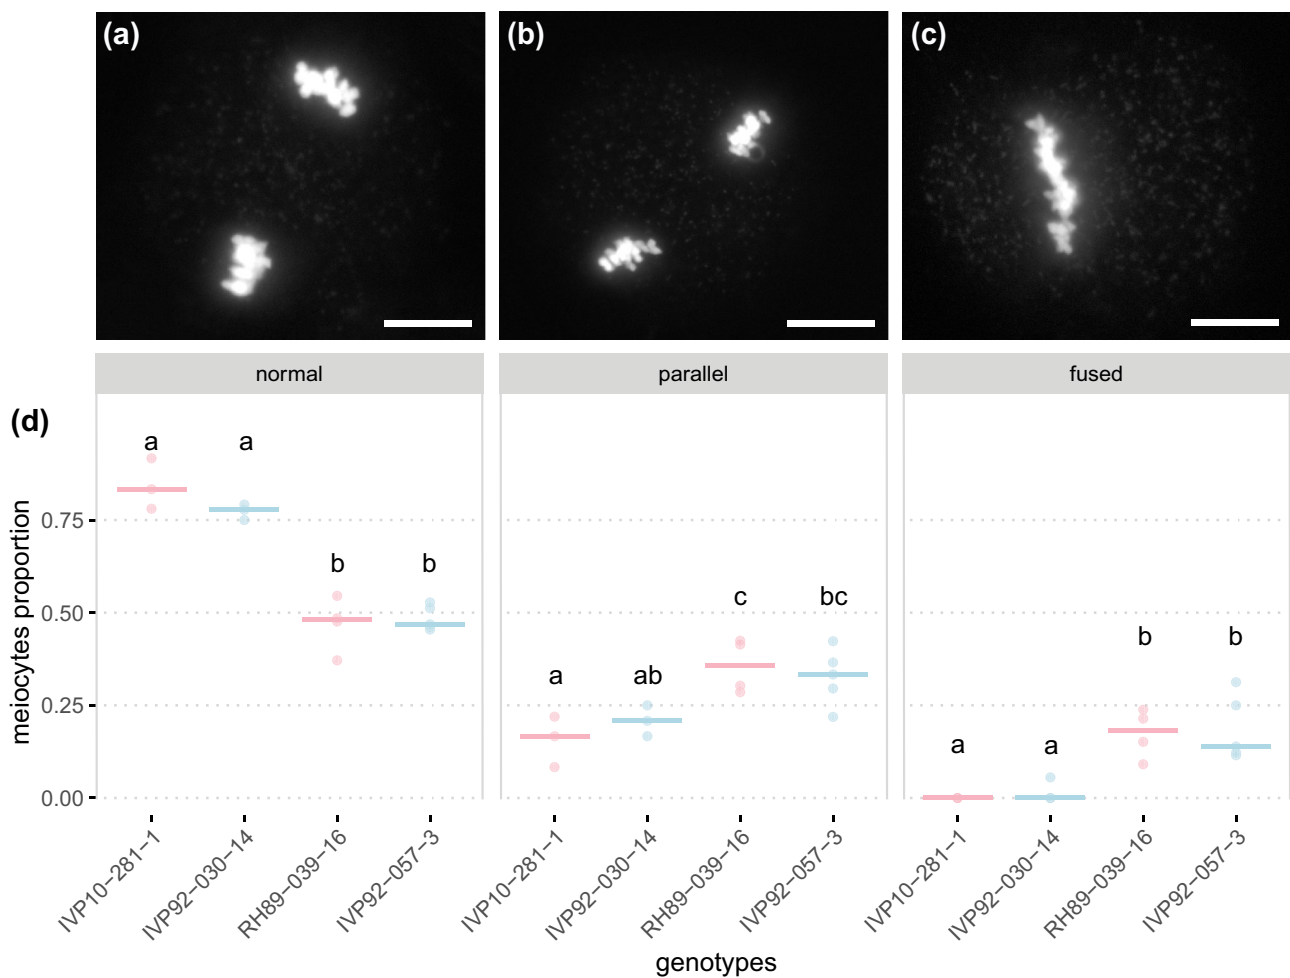 (a)
(b)
(c)
normal
parallel
fused
(d)
a
a
b
b
a
ab
c
bc
a
a
b
b
meiocytes proportion
0.75
0.50
0.25
0.00
IVP10−281−1
IVP92−030−14
RH89−039−16
IVP92−057−3
IVP10−281−1
IVP92−030−14
RH89−039−16
IVP92−057−3
IVP10−281−1
IVP92−030−14
RH89−039−16
IVP92−057−3
genotypes